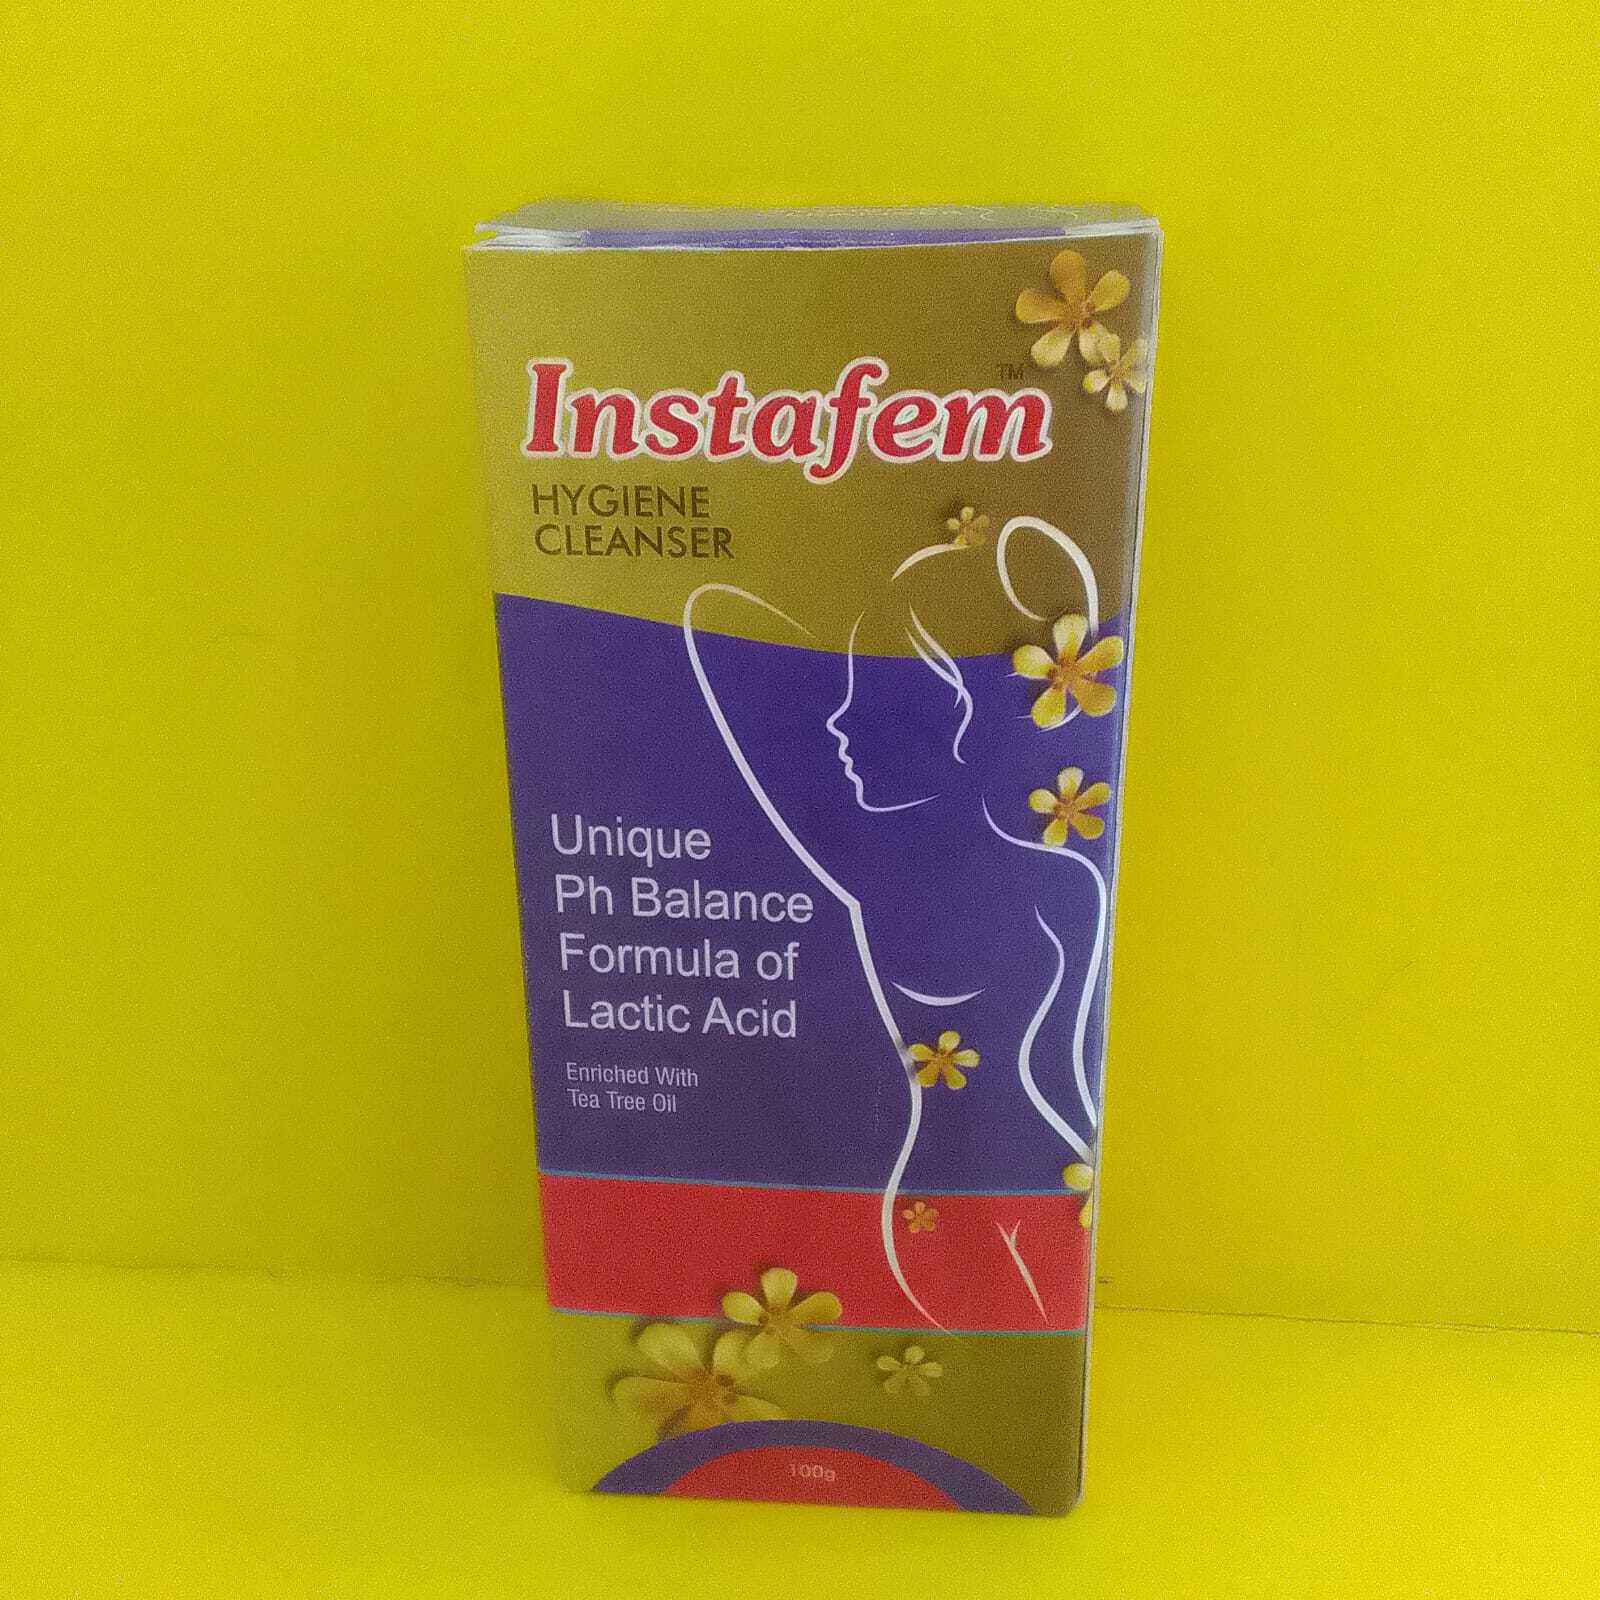 Instafem
TM
HYGIENE
CLEANSER
Unique
Ph Balance
Formula of
Lactic Acid
Enriched With
Tea Tree Oil
100g